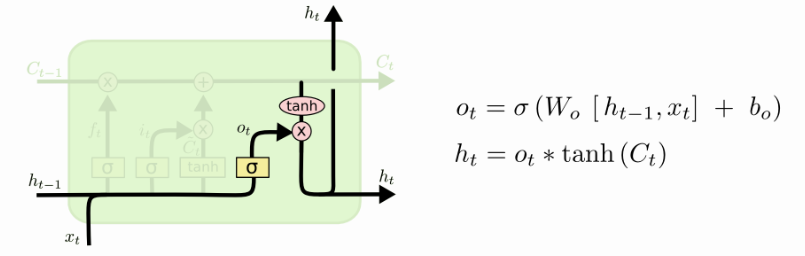 h_t
C_{t-1}
C_t
x
+
tanh
f_t
i_t
x
o_t
x
C̃_t
σ
σ
tanh
σ
h_{t-1}
h_t
x_t
o_t = σ (W_o [h_{t-1}, x_t] + b_o)
h_t = o_t * tanh (C_t)